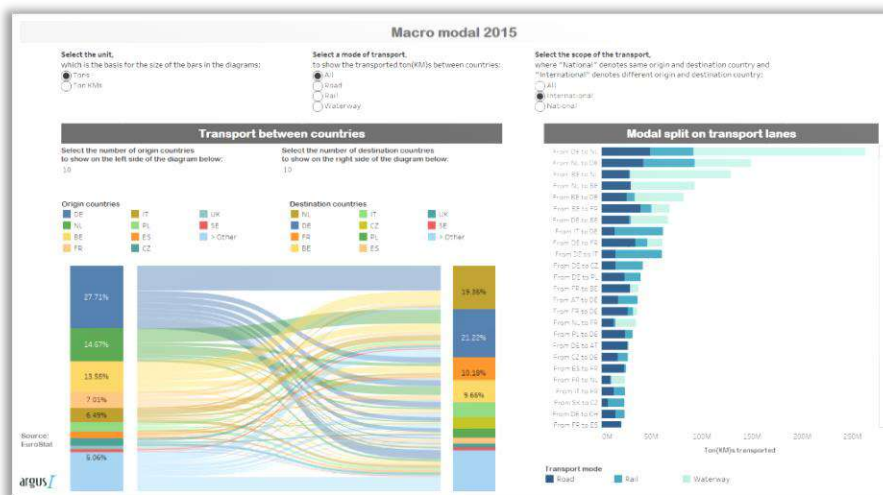 Macro modal 2015
Select the unit,
which is the basis for the size of the bars in the diagrams:
Tons
Ton KMs
Select a mode of transport,
to show the transported ton(KM)s between countries:
All
Road
Rail
Waterway
Select the scope of the transport,
where "National" denotes same origin and destination country and
"International" denotes different origin and destination country:
All
International
National
Transport between countries
Select the number of origin countries
to show on the left side of the diagram below:
10
Select the number of destination countries
to show on the right side of the diagram below:
10
Origin countries
DE IT UK
NL PL SE
BE ES > Other
FR CZ
Destination countries
NL IT UK
DE CZ SE
FR PL > Other
BE ES
27.71%
14.67%
13.58%
7.01%
6.49%
5.06%
19.36%
21.22%
10.18%
9.66%
Source:
EuroStat
argus I
Modal split on transport lanes
From DE to NL
From NL to DE
From BE to NL
From NL to BE
From BE to DE
From BE to FR
From DE to BE
From IT to DE
From DE to FR
From DE to IT
From DE to CZ
From DE to PL
From FR to BE
From AT to DE
From FR to DE
From NL to FR
From PL to DE
From DE to AT
From CZ to DE
From ES to FR
From FR to NL
From IT to FR
From SK to CZ
From DE to CH
From FR to ES
0M 50M 100M 150M 200M 250M
Ton(KM)s transported
Transport mode
Road Rail Waterway